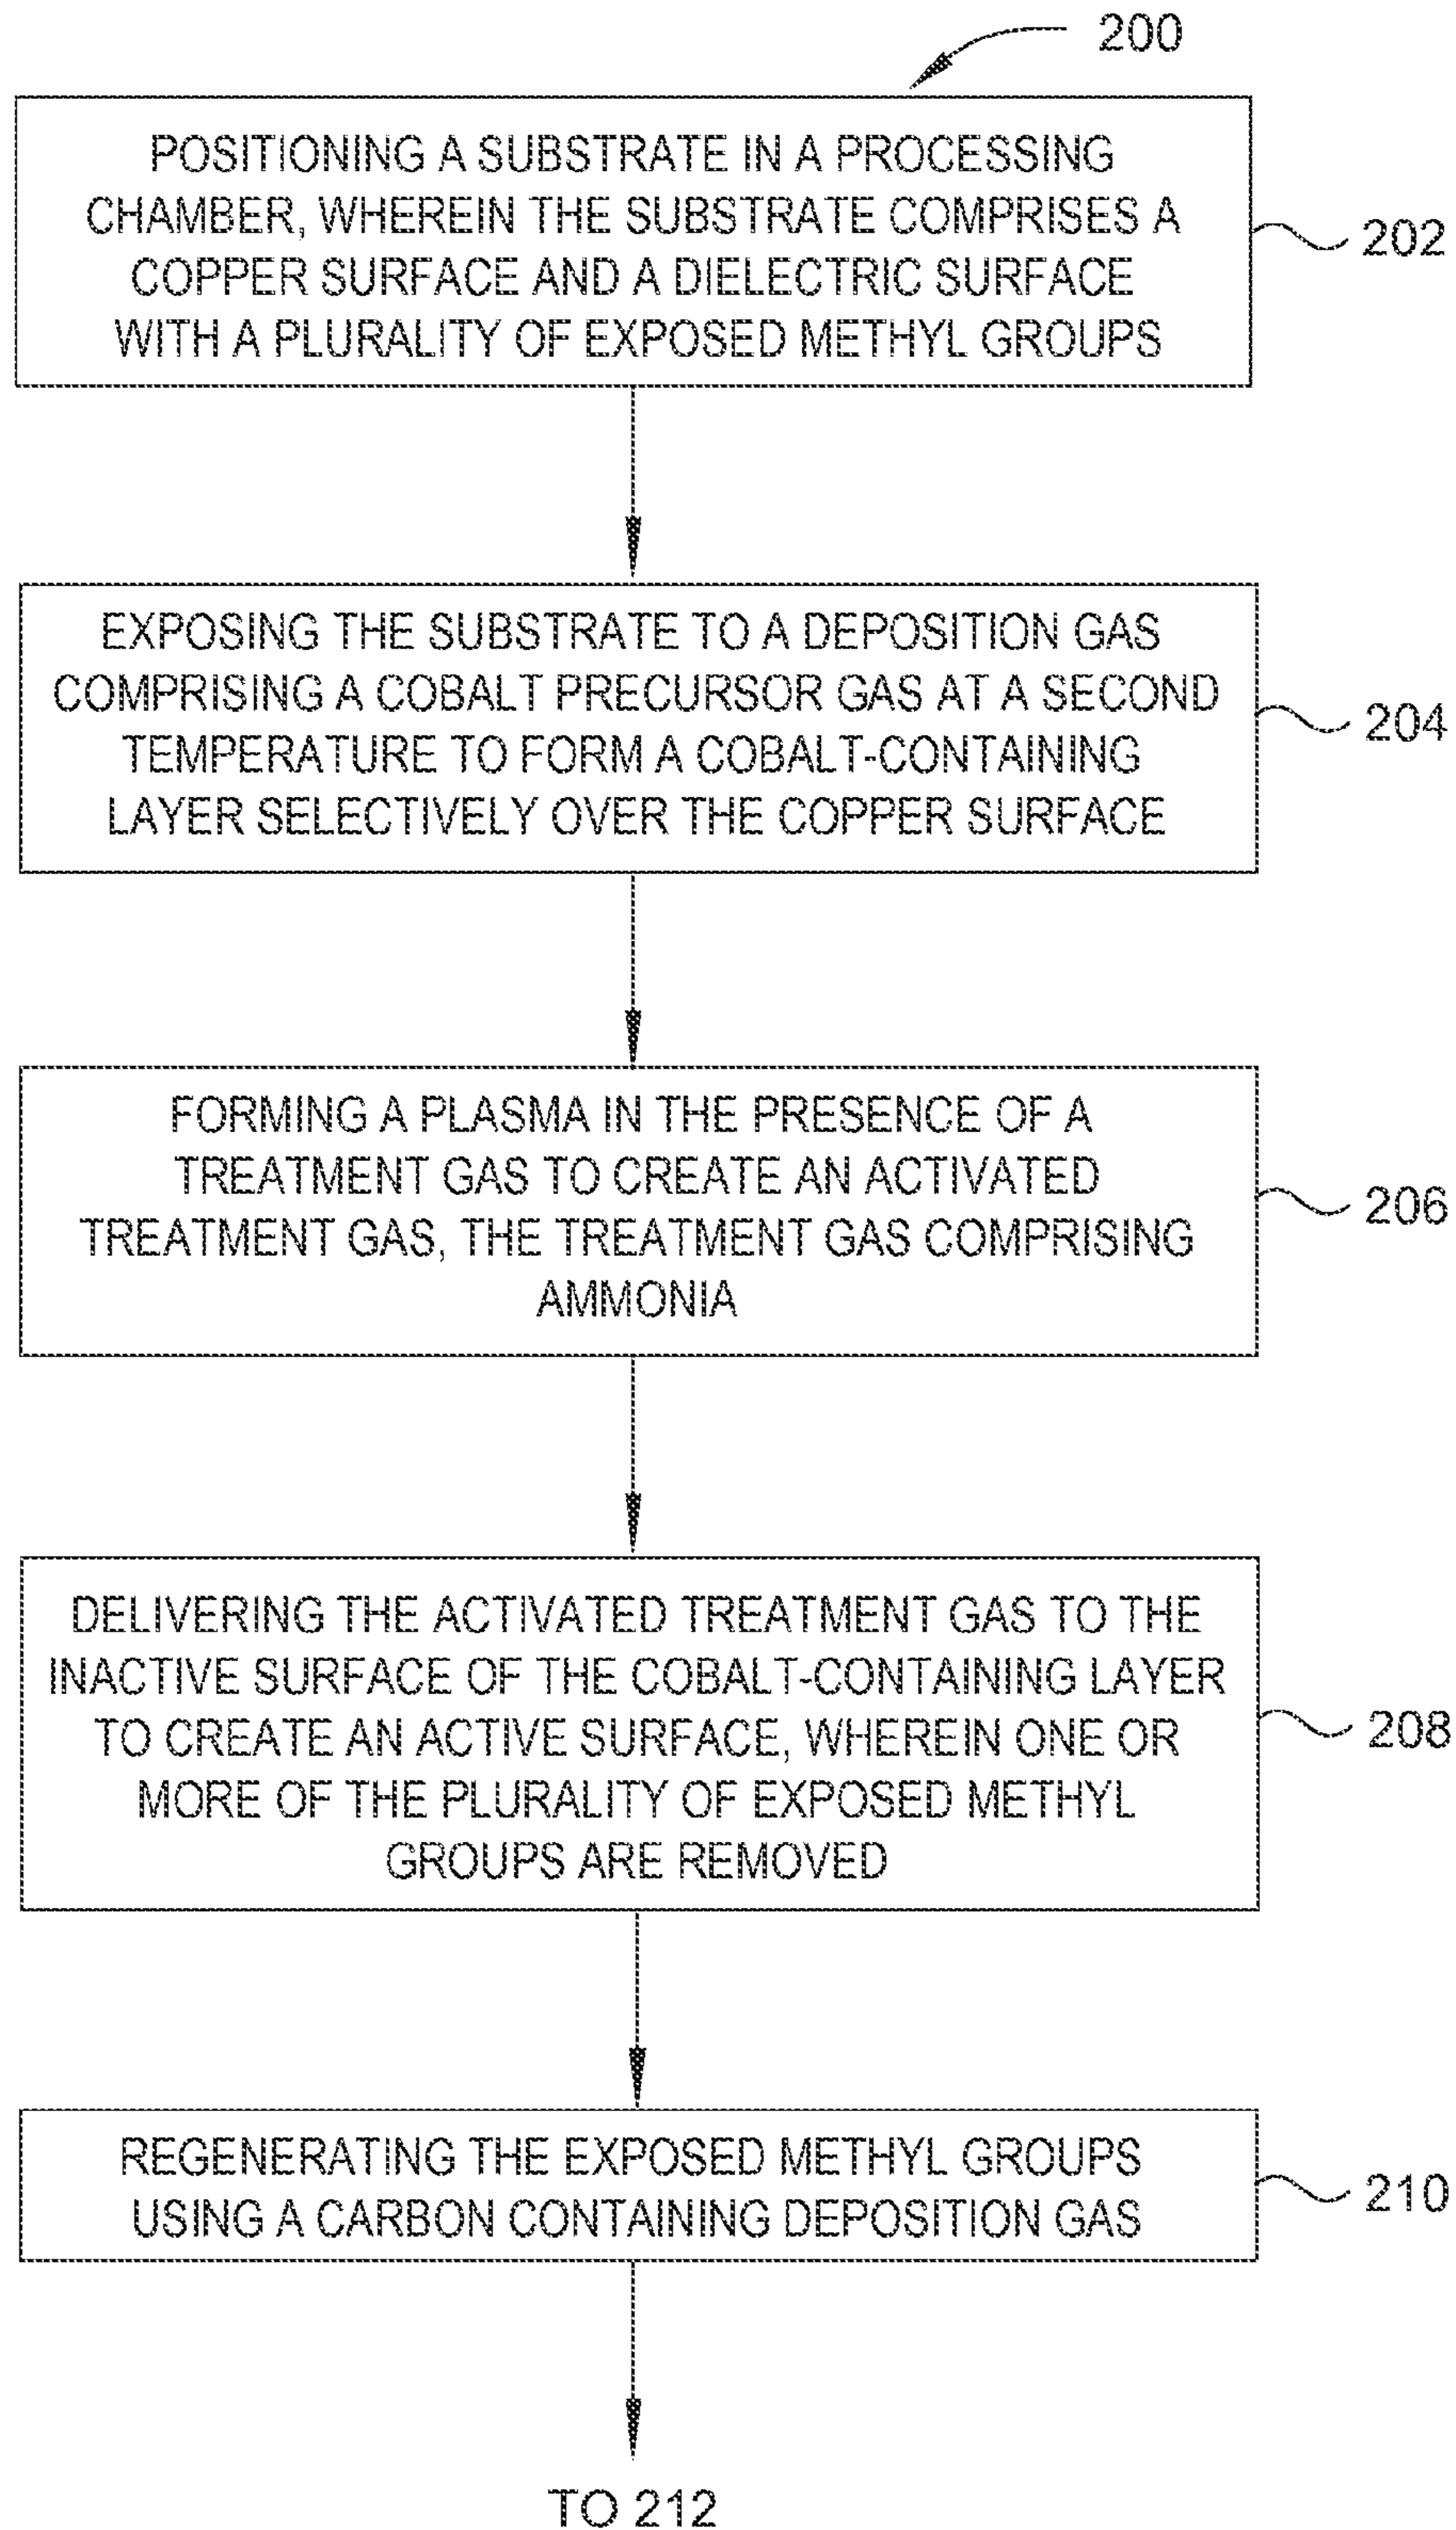 200
POSITIONING A SUBSTRATE IN A PROCESSING
CHAMBER, WHEREIN THE SUBSTRATE COMPRISES A
COPPER SURFACE AND A DIELECTRIC SURFACE
WITH A PLURALITY OF EXPOSED METHYL GROUPS
202
EXPOSING THE SUBSTRATE TO A DEPOSITION GAS
COMPRISING A COBALT PRECURSOR GAS AT A SECOND
TEMPERATURE TO FORM A COBALT-CONTAINING
LAYER SELECTIVELY OVER THE COPPER SURFACE
204
FORMING A PLASMA IN THE PRESENCE OF A
TREATMENT GAS TO CREATE AN ACTIVATED
TREATMENT GAS, THE TREATMENT GAS COMPRISING
AMMONIA
206
DELIVERING THE ACTIVATED TREATMENT GAS TO THE
INACTIVE SURFACE OF THE COBALT-CONTAINING LAYER
TO CREATE AN ACTIVE SURFACE, WHEREIN ONE OR
MORE OF THE PLURALITY OF EXPOSED METHYL
GROUPS ARE REMOVED
208
REGENERATING THE EXPOSED METHYL GROUPS
USING A CARBON CONTAINING DEPOSITION GAS
210
TO 212